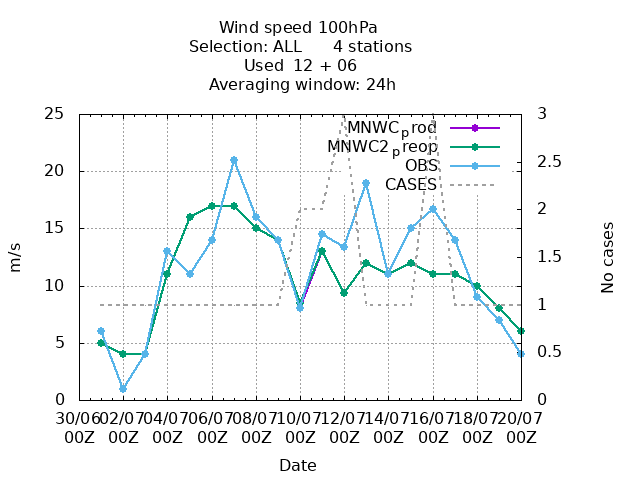 Wind speed 100hPa
Selection: ALL 4 stations
Used 12 + 06
Averaging window: 24h
MNWC_prod
MNWC2_preop
OBS
CASES
25
20
15
10
5
0
m/s
3
2.5
2
1.5
1
0.5
0
No cases
30/06 02/07 04/07 06/07 08/07 10/07 12/07 14/07 16/07 18/07 20/07
00Z 00Z 00Z 00Z 00Z 00Z 00Z 00Z 00Z 00Z 00Z
Date